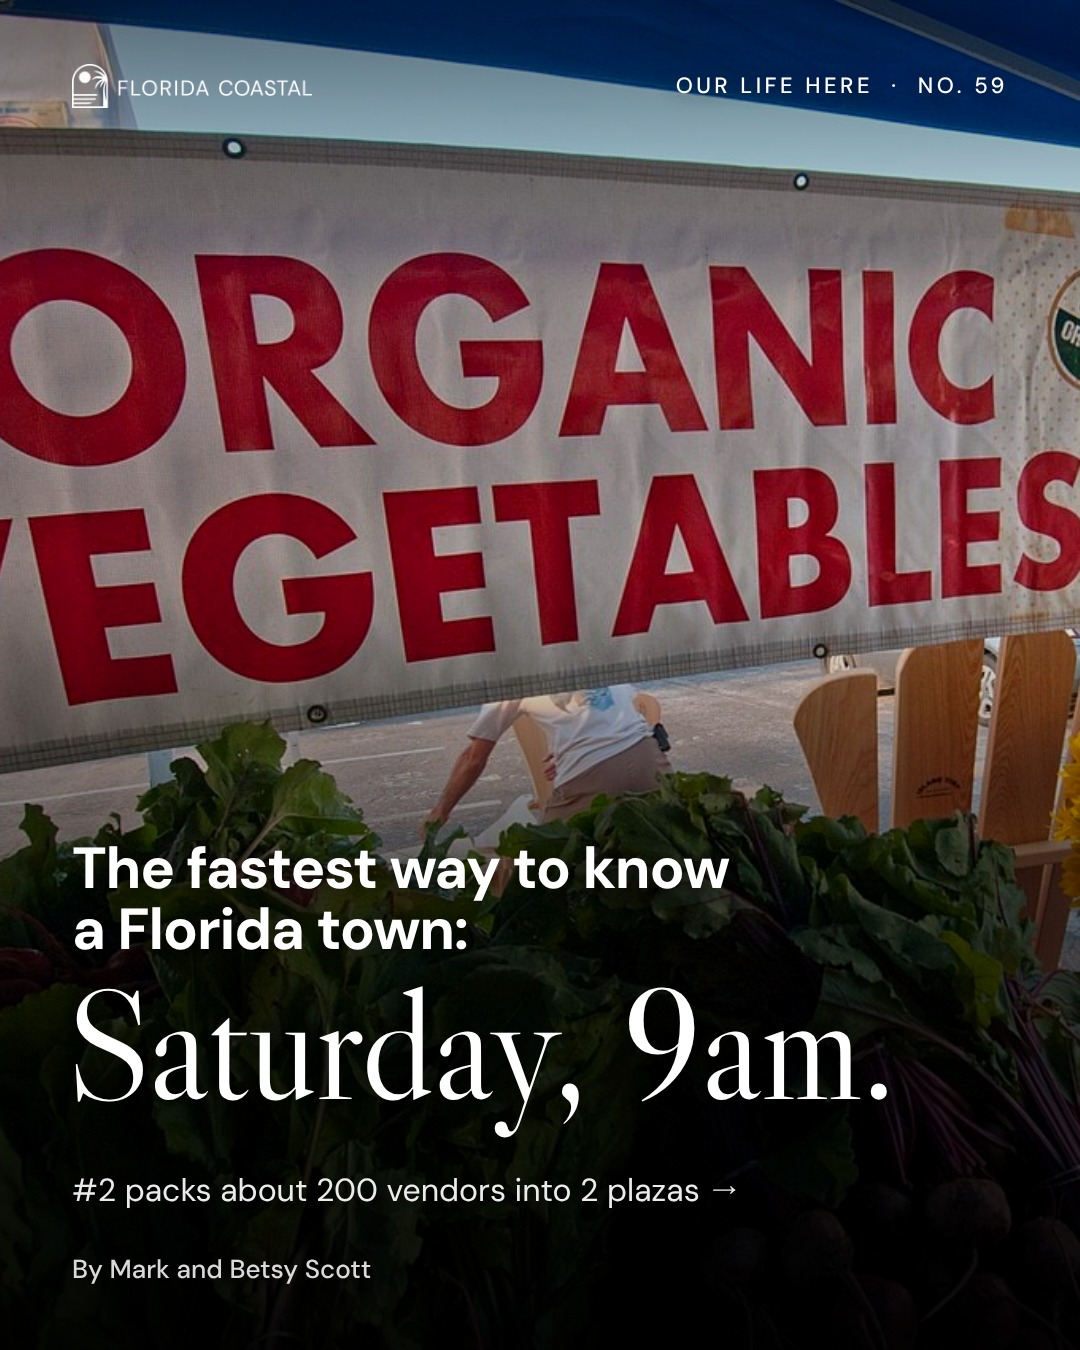 FLORIDA COASTAL
OUR LIFE HERE · NO. 59
ORGANIC
VEGETABLES
The fastest way to know
a Florida town:
Saturday, 9am.
#2 packs about 200 vendors into 2 plazas →
By Mark and Betsy Scott